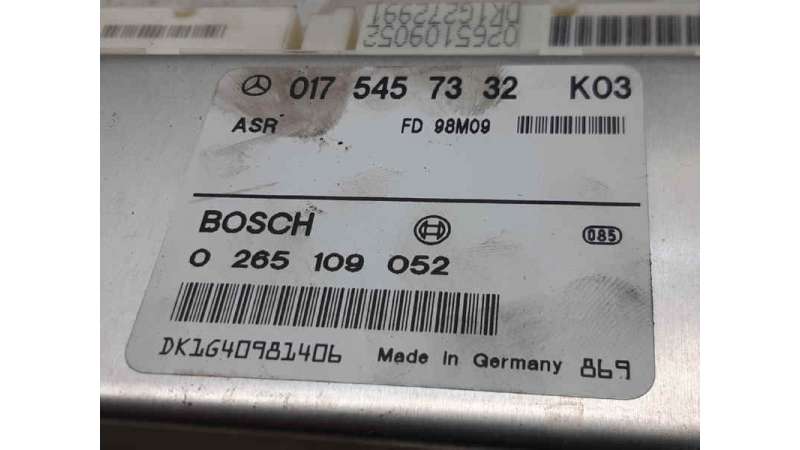 0265109052
DR1G272991
017 545 73 32 K03
ASR FD 98M09
BOSCH
085
0 265 109 052
DK1G40981406 Made in Germany 869